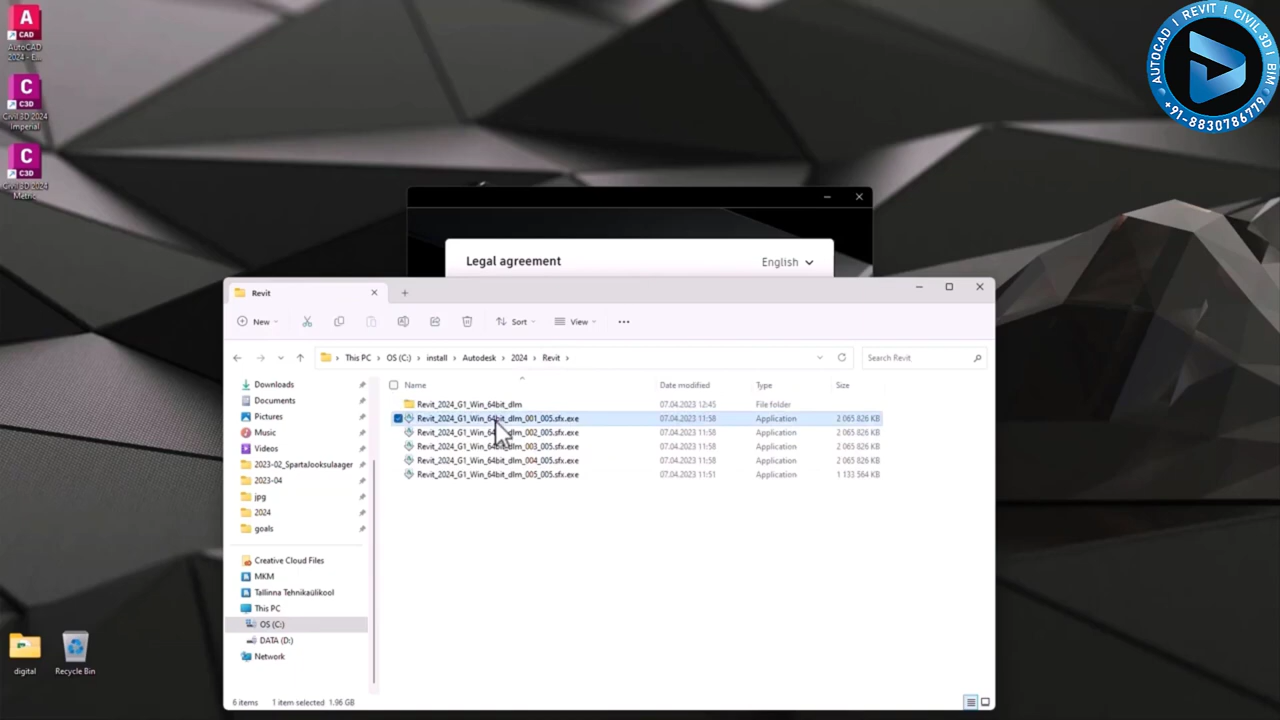 A
CAD
AutoCAD
2024 - E...
C
C3D
Civil 3D 2024
Imperial
C
C3D
Civil 3D 2024
Metric
AUTOCAD | REVIT | CIVIL 3D | BIM
+91-8830786779
Legal agreement
English
Revit
New
Sort
View
This PC > OS (C:) > install > Autodesk > 2024 > Revit >
Search Revit
Downloads
Documents
Pictures
Music
Videos
2023-02_SpartaJooksulaager
2023-04
jpg
2024
goals
Creative Cloud Files
MKM
Tallinna Tehnikaülikool
This PC
OS (C:)
DATA (D:)
Network
Name Date modified Type Size
Revit_2024_G1_Win_64bit_dlm 07.04.2023 12:45 File folder
Revit_2024_G1_Win_64bit_dlm_001_005.sfx.exe 07.04.2023 11:58 Application 2 065 826 KB
Revit_2024_G1_Win_64bit_dlm_002_005.sfx.exe 07.04.2023 11:58 Application 2 065 826 KB
Revit_2024_G1_Win_64bit_dlm_003_005.sfx.exe 07.04.2023 11:58 Application 2 065 826 KB
Revit_2024_G1_Win_64bit_dlm_004_005.sfx.exe 07.04.2023 11:58 Application 2 065 826 KB
Revit_2024_G1_Win_64bit_dlm_005_005.sfx.exe 07.04.2023 11:51 Application 1 133 564 KB
6 items 1 item selected 1.96 GB
digital
Recycle Bin